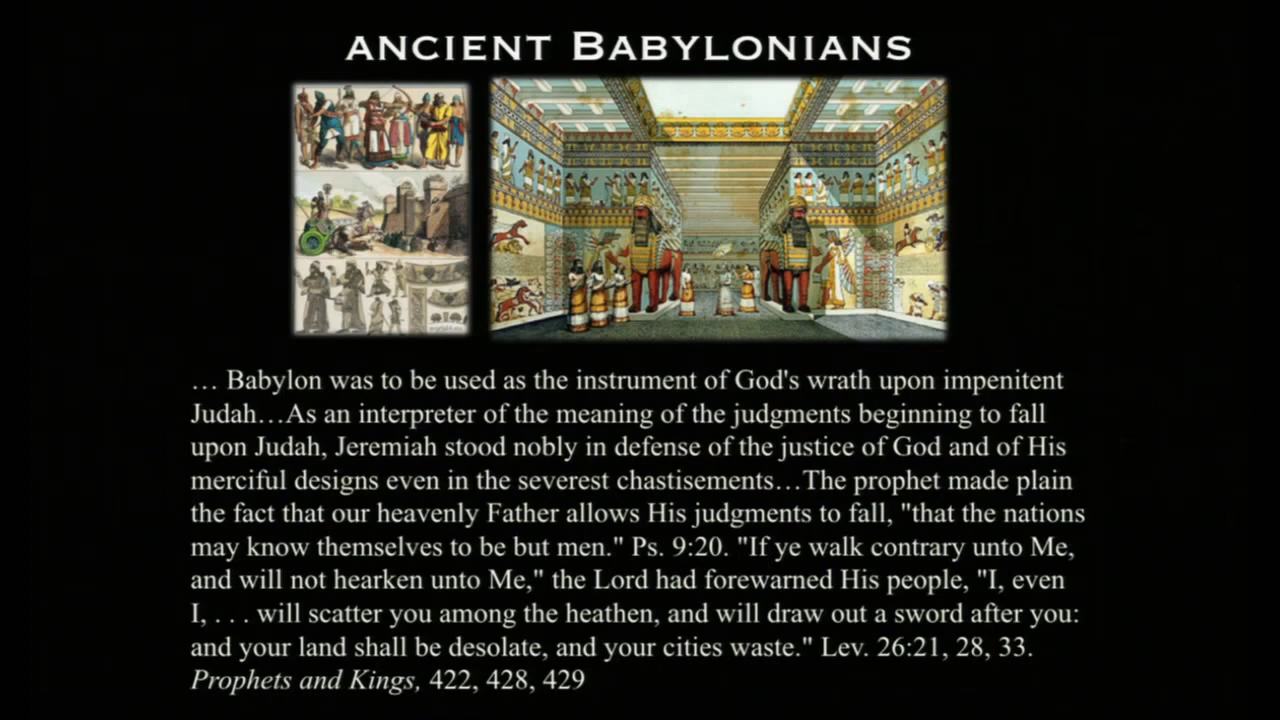 ANCIENT BABYLONIANS
… Babylon was to be used as the instrument of God's wrath upon impenitent
Judah…As an interpreter of the meaning of the judgments beginning to fall
upon Judah, Jeremiah stood nobly in defense of the justice of God and of His
merciful designs even in the severest chastisements…The prophet made plain
the fact that our heavenly Father allows His judgments to fall, "that the nations
may know themselves to be but men." Ps. 9:20. "If ye walk contrary unto Me,
and will not hearken unto Me," the Lord had forewarned His people, "I, even
I, . . . will scatter you among the heathen, and will draw out a sword after you:
and your land shall be desolate, and your cities waste." Lev. 26:21, 28, 33.
Prophets and Kings, 422, 428, 429